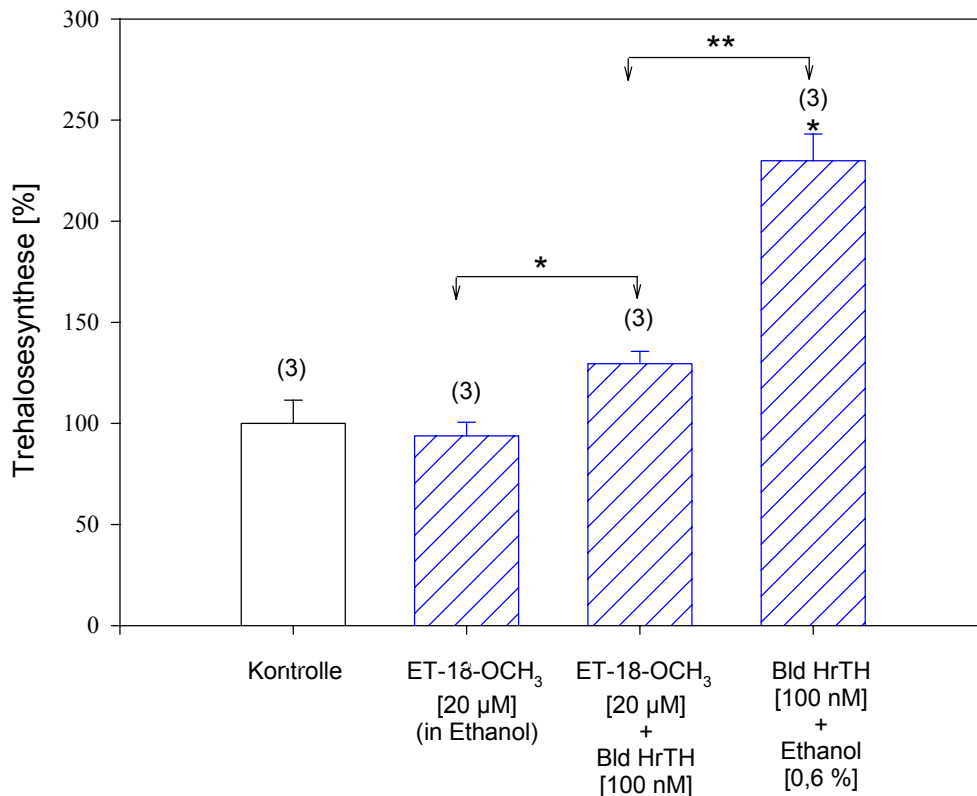 300
250
200
150
100
50
0
Trehalosesynthese [%]
**
(3)
*
*
(3)
(3)
(3)
Kontrolle
ET-18-OCH₃
[20 µM]
(in Ethanol)
ET-18-OCH₃
[20 µM]
+
Bld HrTH
[100 nM]
Bld HrTH
[100 nM]
+
Ethanol
[0,6 %]